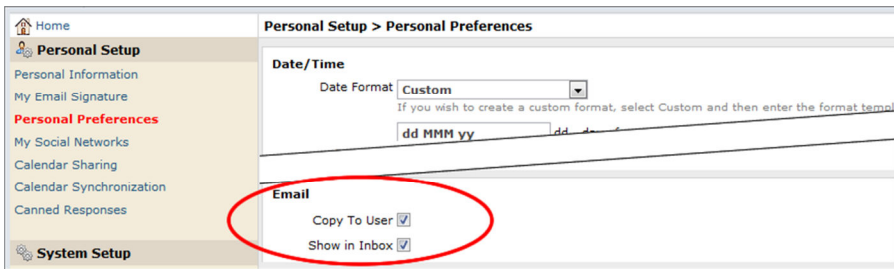 Home
Personal Setup
Personal Information
My Email Signature
Personal Preferences
My Social Networks
Calendar Sharing
Calendar Synchronization
Canned Responses
System Setup
Personal Setup > Personal Preferences
Date/Time
Date Format Custom
If you wish to create a custom format, select Custom and then enter the format templ
dd MMM yy
Email
Copy To User
Show in Inbox